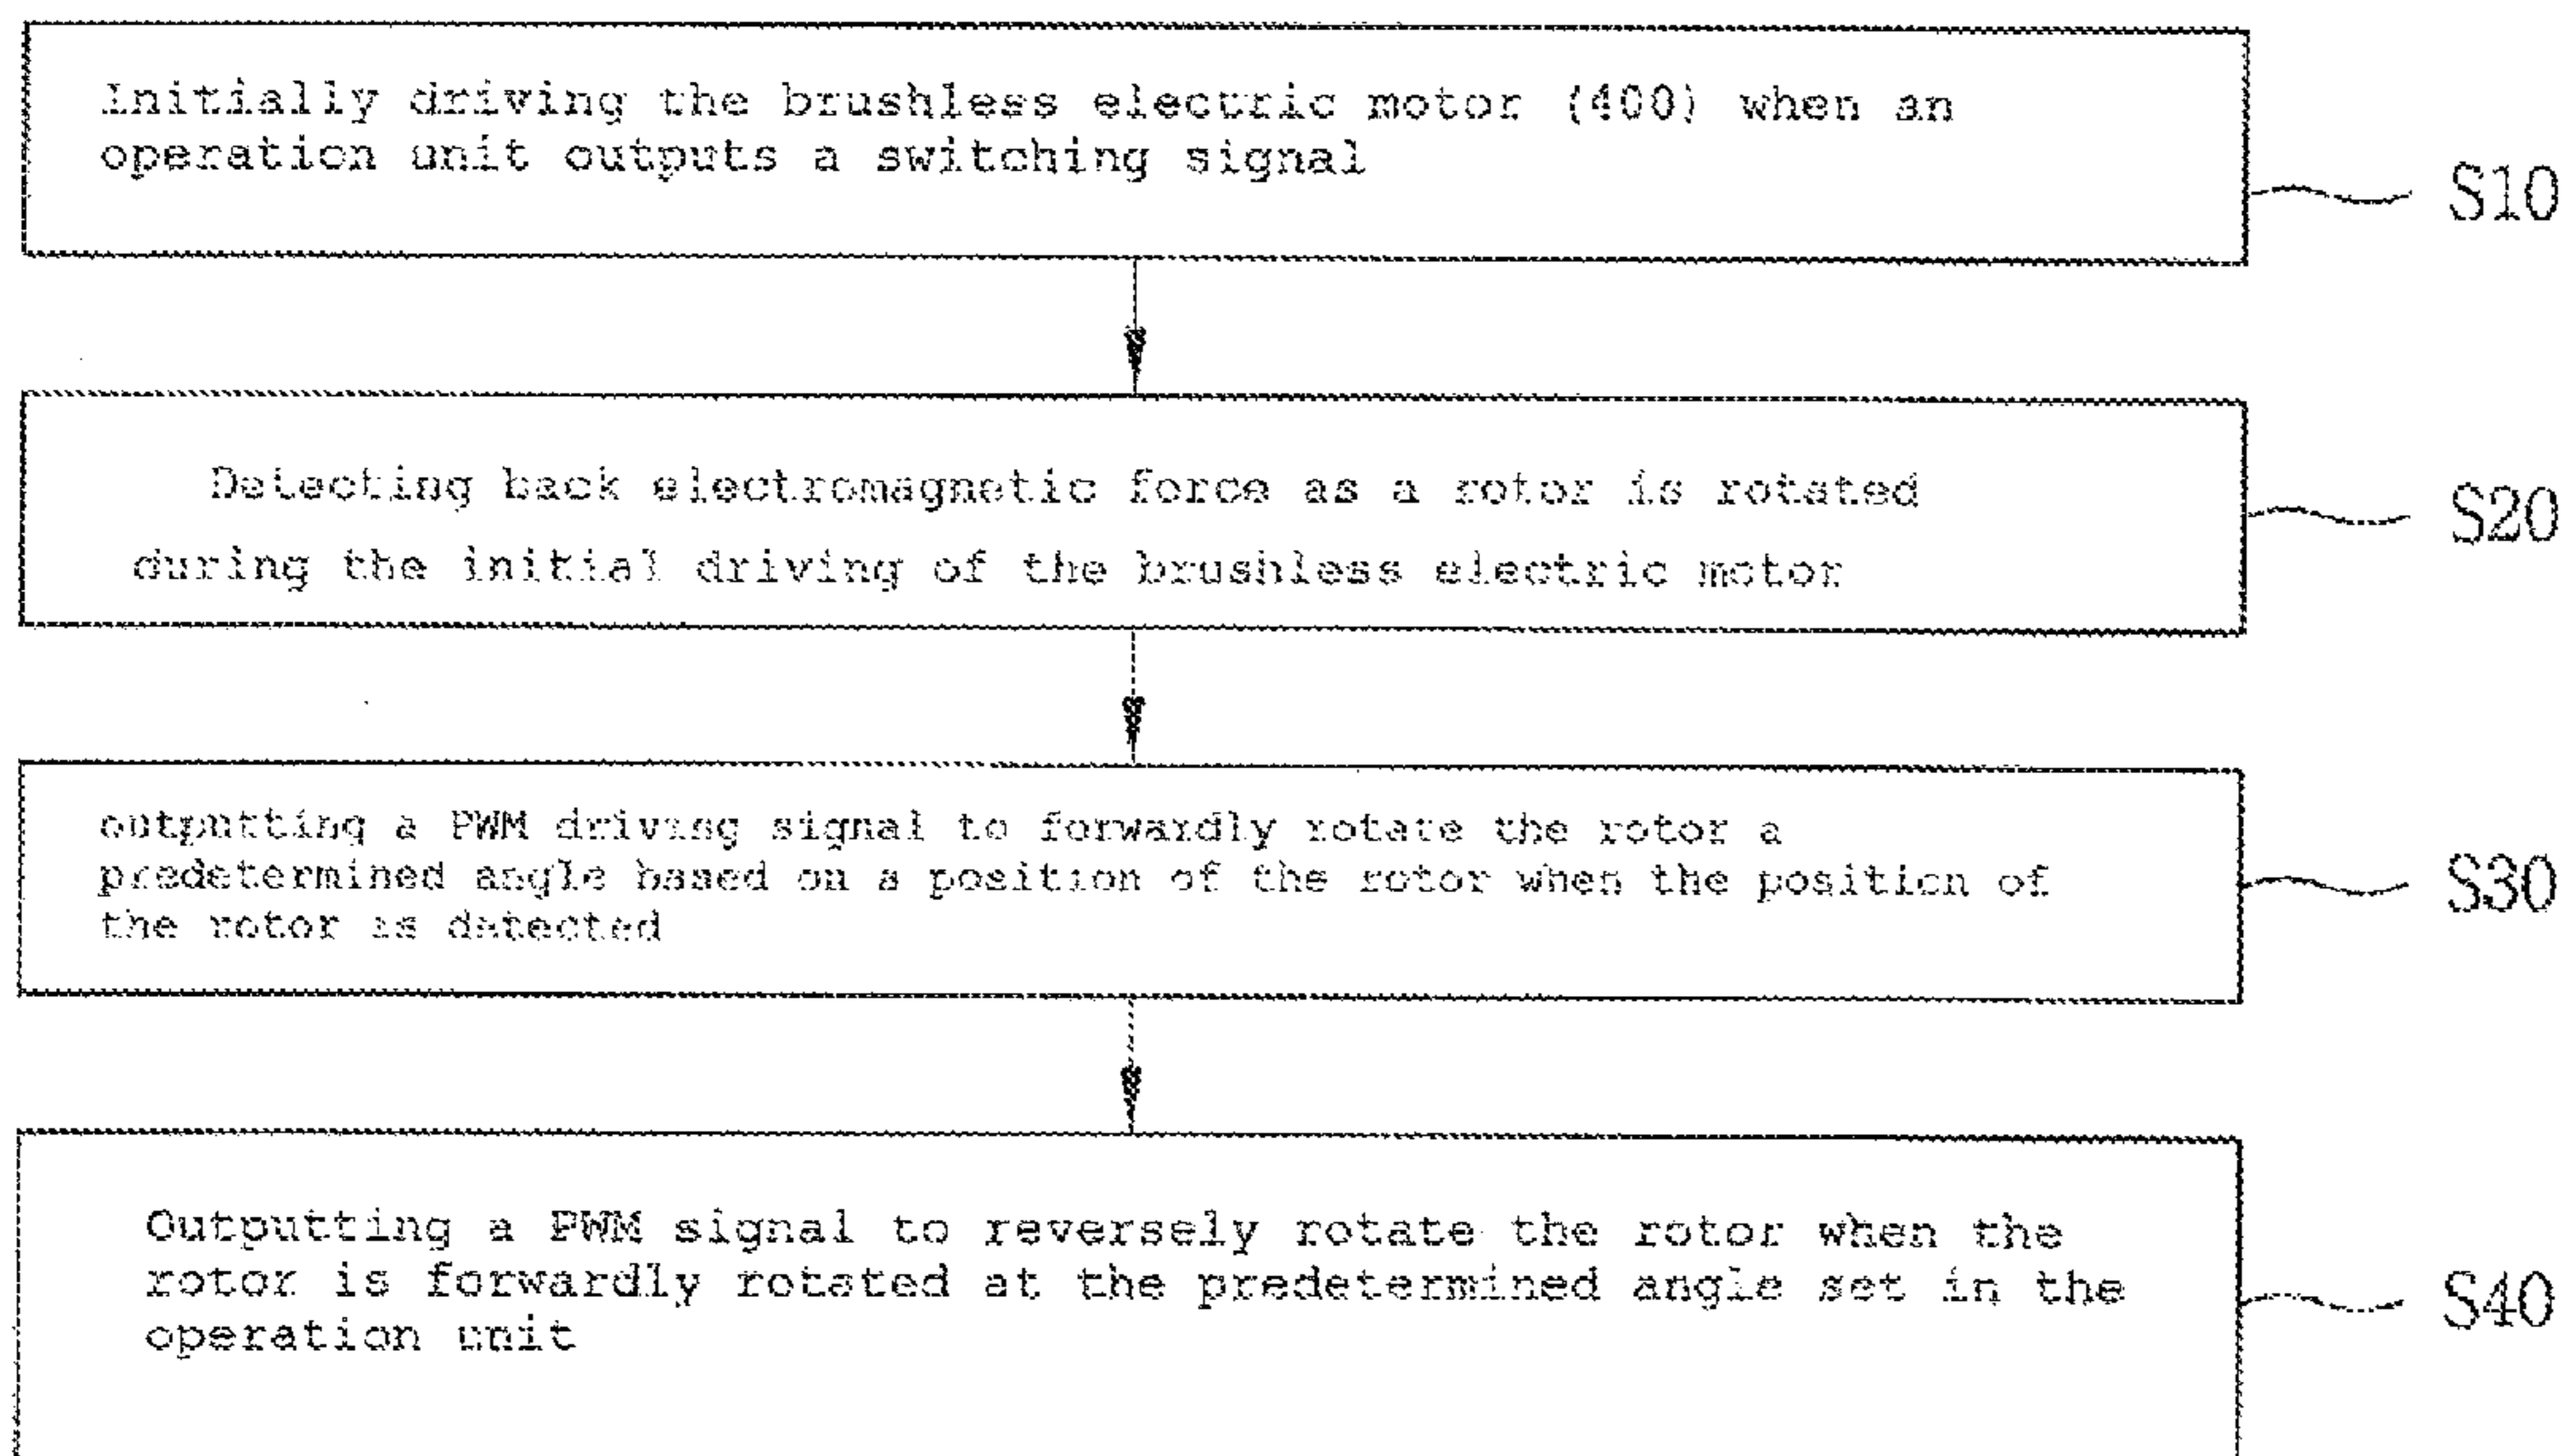 Initially driving the brushless electric motor (400) when an
operation unit outputs a switching signal
S10
Detecting back electromagnetic force as a rotor is rotated
during the initial driving of the brushless electric motor
S20
outputting a PWM driving signal to forwardly rotate the rotor a
predetermined angle based on a position of the rotor when the position of
the rotor is detected
S30
Outputting a PWM signal to reversely rotate the rotor when the
rotor is forwardly rotated at the predetermined angle set in the
operation unit
S40